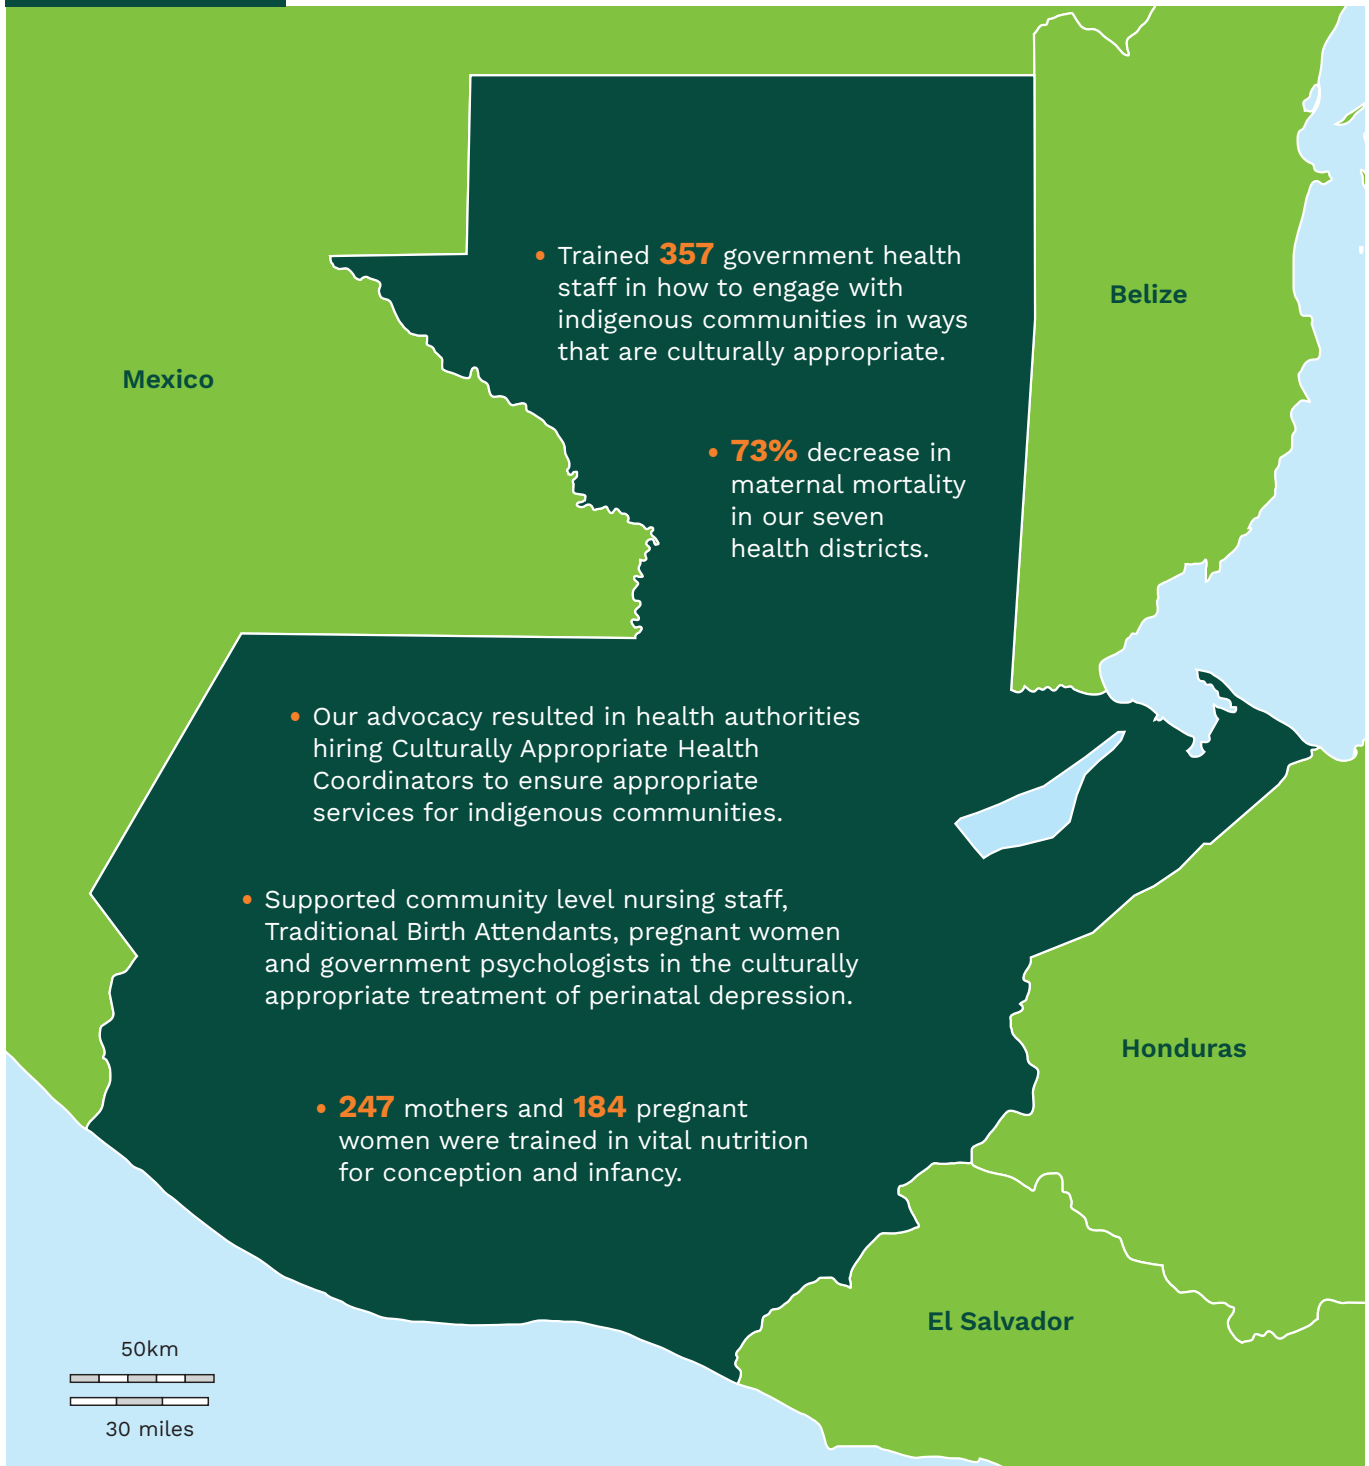 • Trained 357 government health
staff in how to engage with
indigenous communities in ways
that are culturally appropriate.
Belize
Mexico
• 73% decrease in
maternal mortality
in our seven
health districts.
• Our advocacy resulted in health authorities
hiring Culturally Appropriate Health
Coordinators to ensure appropriate
services for indigenous communities.
• Supported community level nursing staff,
Traditional Birth Attendants, pregnant women
and government psychologists in the culturally
appropriate treatment of perinatal depression.
Honduras
• 247 mothers and 184 pregnant
women were trained in vital nutrition
for conception and infancy.
El Salvador
50km
30 miles